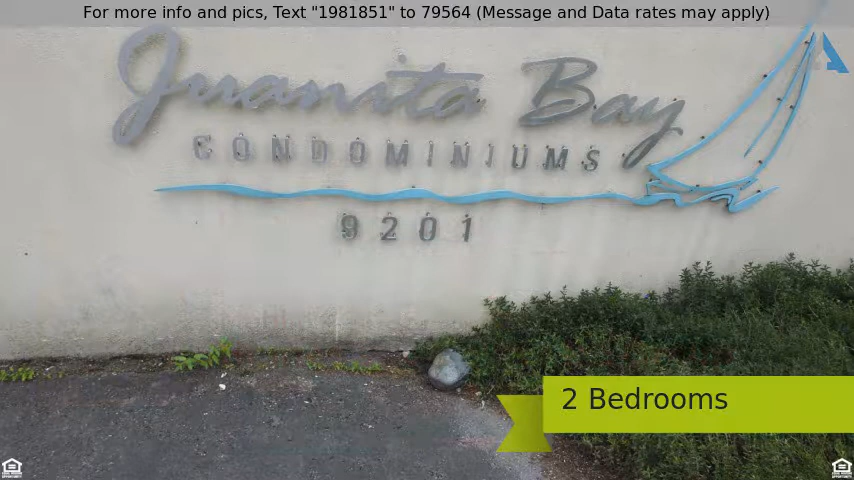 For more info and pics, Text "1981851" to 79564 (Message and Data rates may apply)
Juanita Bay
CONDOMINIUMS
9201
2 Bedrooms